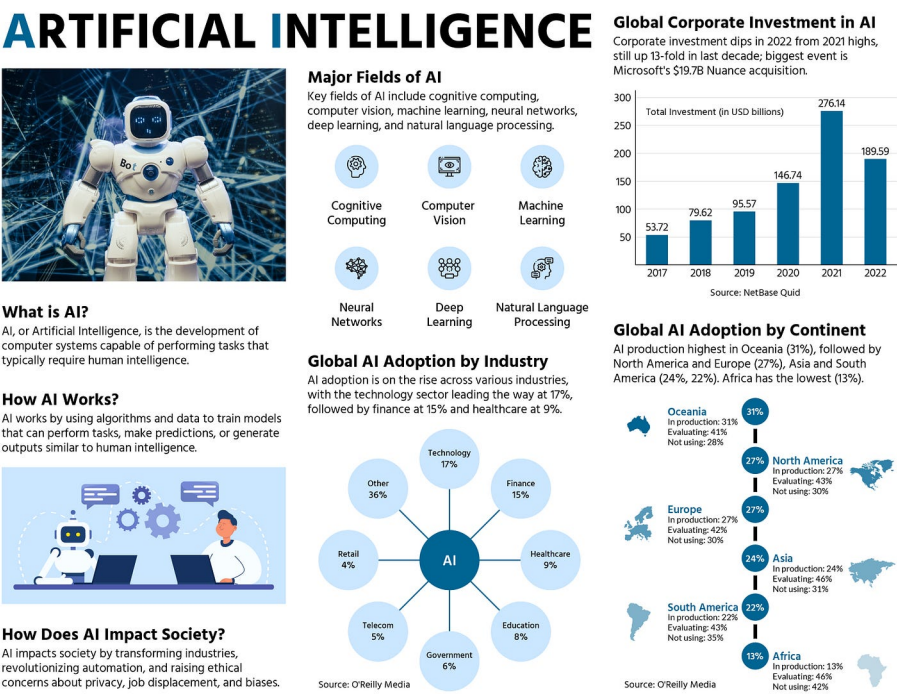 ARTIFICIAL INTELLIGENCE
Bot
What is AI?
AI, or Artificial Intelligence, is the development of
computer systems capable of performing tasks that
typically require human intelligence.
How AI Works?
AI works by using algorithms and data to train models
that can perform tasks, make predictions, or generate
outputs similar to human intelligence.
How Does AI Impact Society?
AI impacts society by transforming industries,
revolutionizing automation, and raising ethical
concerns about privacy, job displacement, and biases.
Major Fields of AI
Key fields of AI include cognitive computing,
computer vision, machine learning, neural networks,
deep learning, and natural language processing.
Cognitive
Computing
Computer
Vision
Machine
Learning
Neural
Networks
Deep
Learning
Natural Language
Processing
Global AI Adoption by Industry
AI adoption is on the rise across various industries,
with the technology sector leading the way at 17%,
followed by finance at 15% and healthcare at 9%.
Technology
17%
Finance
15%
Healthcare
9%
Education
8%
Government
6%
Telecom
5%
Retail
4%
Other
36%
AI
Source: O'Reilly Media
Global Corporate Investment in AI
Corporate investment dips in 2022 from 2021 highs,
still up 13-fold in last decade; biggest event is
Microsoft's $19.7B Nuance acquisition.
Total Investment (in USD billions)
300
250
200
150
100
50
53.72
79.62
95.57
146.74
276.14
189.59
2017 2018 2019 2020 2021 2022
Source: NetBase Quid
Global AI Adoption by Continent
AI production highest in Oceania (31%), followed by
North America and Europe (27%), Asia and South
America (24%, 22%). Africa has the lowest (13%).
Oceania
In production: 31%
Evaluating: 41%
Not using: 28%
31%
27%
North America
In production: 27%
Evaluating: 43%
Not using: 30%
Europe
In production: 27%
Evaluating: 42%
Not using: 30%
27%
24%
Asia
In production: 24%
Evaluating: 46%
Not using: 31%
South America
In production: 22%
Evaluating: 43%
Not using: 35%
22%
13%
Africa
In production: 13%
Evaluating: 46%
Not using: 42%
Source: O'Reilly Media